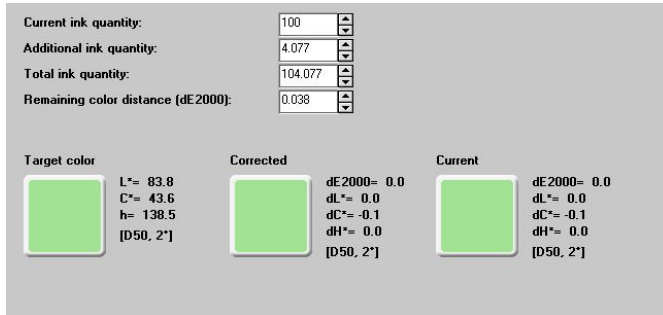 Current ink quantity: 100
Additional ink quantity: 4.077
Total ink quantity: 104.077
Remaining color distance (dE2000): 0.038
Target color
L*= 83.8
C*= 43.6
h= 138.5
[D50, 2°]
Corrected
dE2000= 0.0
dL*= 0.0
dC*= -0.1
dH*= 0.0
[D50, 2°]
Current
dE2000= 0.0
dL*= 0.0
dC*= -0.1
dH*= 0.0
[D50, 2°]